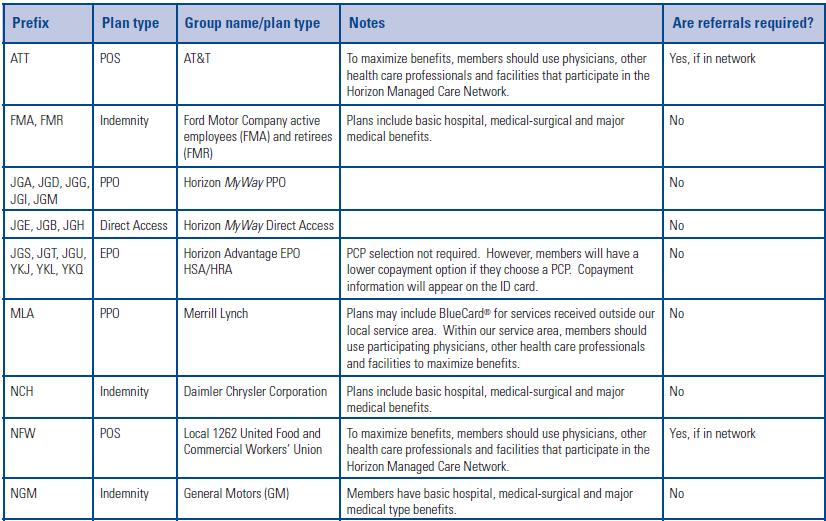 Prefix Plan type Group name/plan type Notes Are referrals required?
ATT POS AT&T To maximize benefits, members should use physicians, other Yes, if in network
health care professionals and facilities that participate in the
Horizon Managed Care Network.
FMA, FMR Indemnity Ford Motor Company active Plans include basic hospital, medical-surgical and major No
employees (FMA) and retirees medical benefits.
(FMR)
JGA, JGD, JGG, PPO Horizon MyWay PPO No
JGI, JGM
JGE, JGB, JGH Direct Access Horizon MyWay Direct Access No
JGS, JGT, JGU, EPO Horizon Advantage EPO PCP selection not required. However, members will have a No
YKJ, YKL, YKQ HSA/HRA lower copayment option if they choose a PCP. Copayment
information will appear on the ID card.
MLA PPO Merrill Lynch Plans may include BlueCard® for services received outside our No
local service area. Within our service area, members should
use participating physicians, other health care professionals
and facilities to maximize benefits.
NCH Indemnity Daimler Chrysler Corporation Plans include basic hospital, medical-surgical and major No
medical benefits.
NFW POS Local 1262 United Food and To maximize benefits, members should use physicians, other Yes, if in network
Commercial Workers' Union health care professionals and facilities that participate in the
Horizon Managed Care Network.
NGM Indemnity General Motors (GM) Members have basic hospital, medical-surgical and major No
medical type benefits.